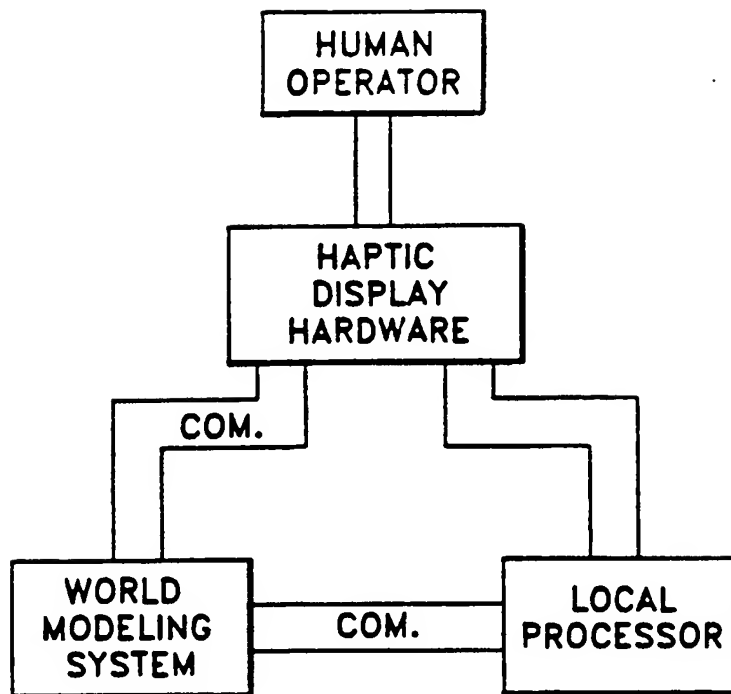 HUMAN
OPERATOR
HAPTIC
DISPLAY
HARDWARE
COM.
WORLD
MODELING
SYSTEM
COM.
LOCAL
PROCESSOR